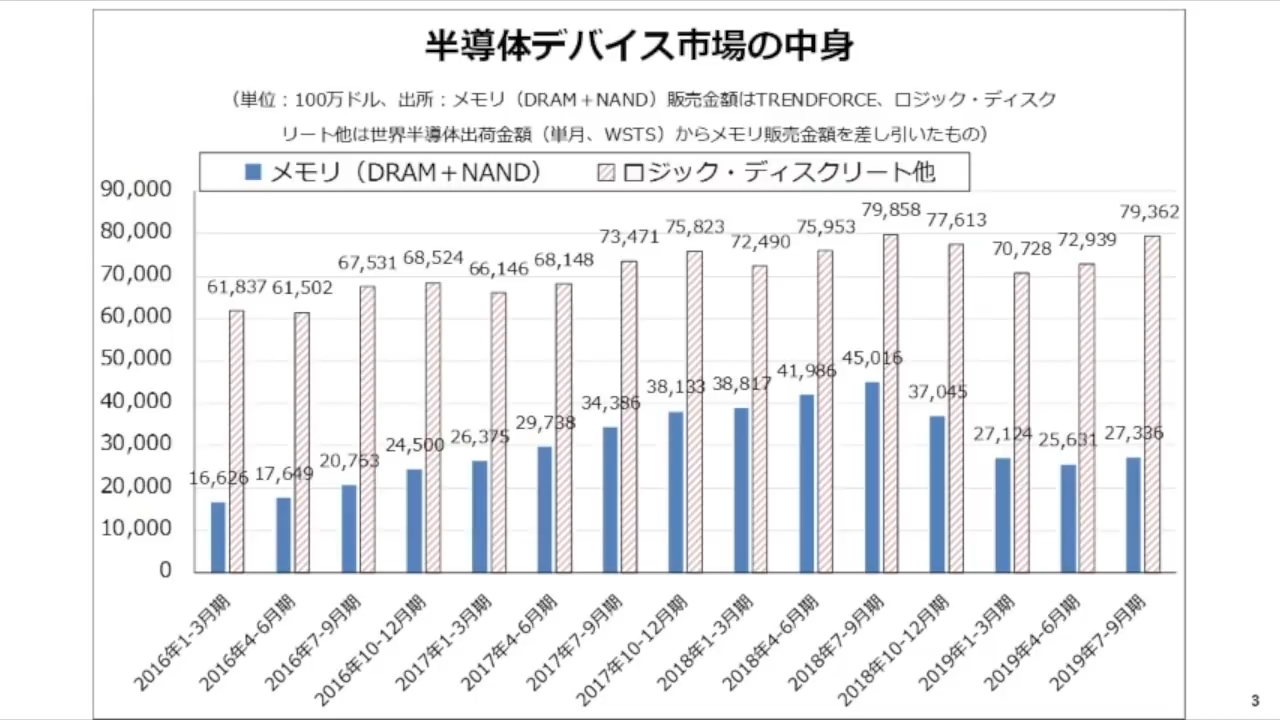 半導体デバイス市場の中身
（単位：100万ドル、出所：メモリ（DRAM＋NAND）販売金額はTRENDFORCE、ロジック・ディスク
リート他は世界半導体出荷金額（単月、WSTS）からメモリ販売金額を差し引いたもの）
メモリ（DRAM＋NAND） ロジック・ディスクリート他
90,000
80,000
70,000
60,000
50,000
40,000
30,000
20,000
10,000
0
61,837 61,502 67,531 68,524 66,146 68,148 73,471 75,823 72,490 75,953 79,858 77,613 70,728 72,939 79,362
16,626 17,649 20,753 24,500 26,375 29,738 34,386 38,133 38,817 41,986 45,016 37,045 27,124 25,631 27,336
2016年1-3月期
2016年4-6月期
2016年7-9月期
2016年10-12月期
2017年1-3月期
2017年4-6月期
2017年7-9月期
2017年10-12月期
2018年1-3月期
2018年4-6月期
2018年7-9月期
2018年10-12月期
2019年1-3月期
2019年4-6月期
2019年7-9月期
3